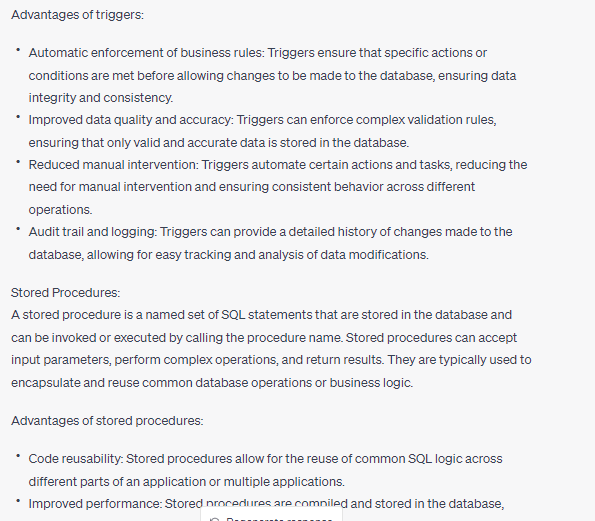 Advantages of triggers:
• Automatic enforcement of business rules: Triggers ensure that specific actions or
conditions are met before allowing changes to be made to the database, ensuring data
integrity and consistency.
• Improved data quality and accuracy: Triggers can enforce complex validation rules,
ensuring that only valid and accurate data is stored in the database.
• Reduced manual intervention: Triggers automate certain actions and tasks, reducing the
need for manual intervention and ensuring consistent behavior across different
operations.
• Audit trail and logging: Triggers can provide a detailed history of changes made to the
database, allowing for easy tracking and analysis of data modifications.
Stored Procedures:
A stored procedure is a named set of SQL statements that are stored in the database and
can be invoked or executed by calling the procedure name. Stored procedures can accept
input parameters, perform complex operations, and return results. They are typically used to
encapsulate and reuse common database operations or business logic.
Advantages of stored procedures:
• Code reusability: Stored procedures allow for the reuse of common SQL logic across
different parts of an application or multiple applications.
• Improved performance: Stored procedures are compiled and stored in the database,
Regenerate response